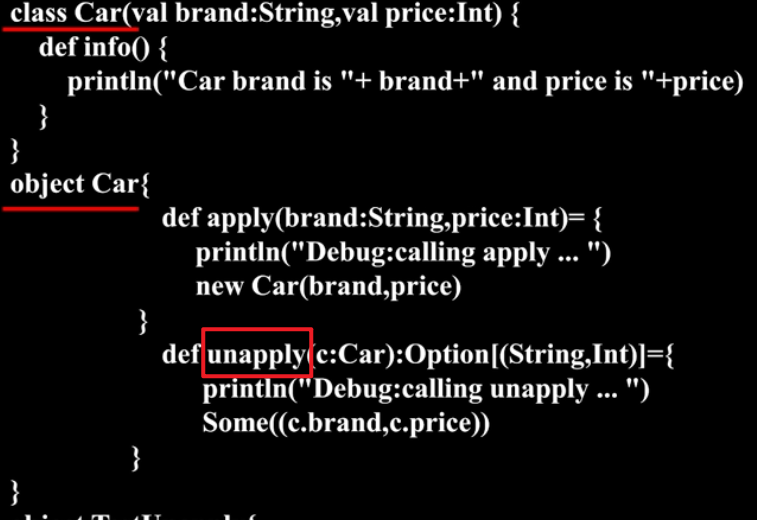 class Car(val brand:String,val price:Int) {
def info() {
println("Car brand is "+ brand+" and price is "+price)
}
}
object Car{
def apply(brand:String,price:Int)= {
println("Debug:calling apply ... ")
new Car(brand,price)
}
def unapply(c:Car):Option[(String,Int)]={
println("Debug:calling unapply ... ")
Some((c.brand,c.price))
}
}